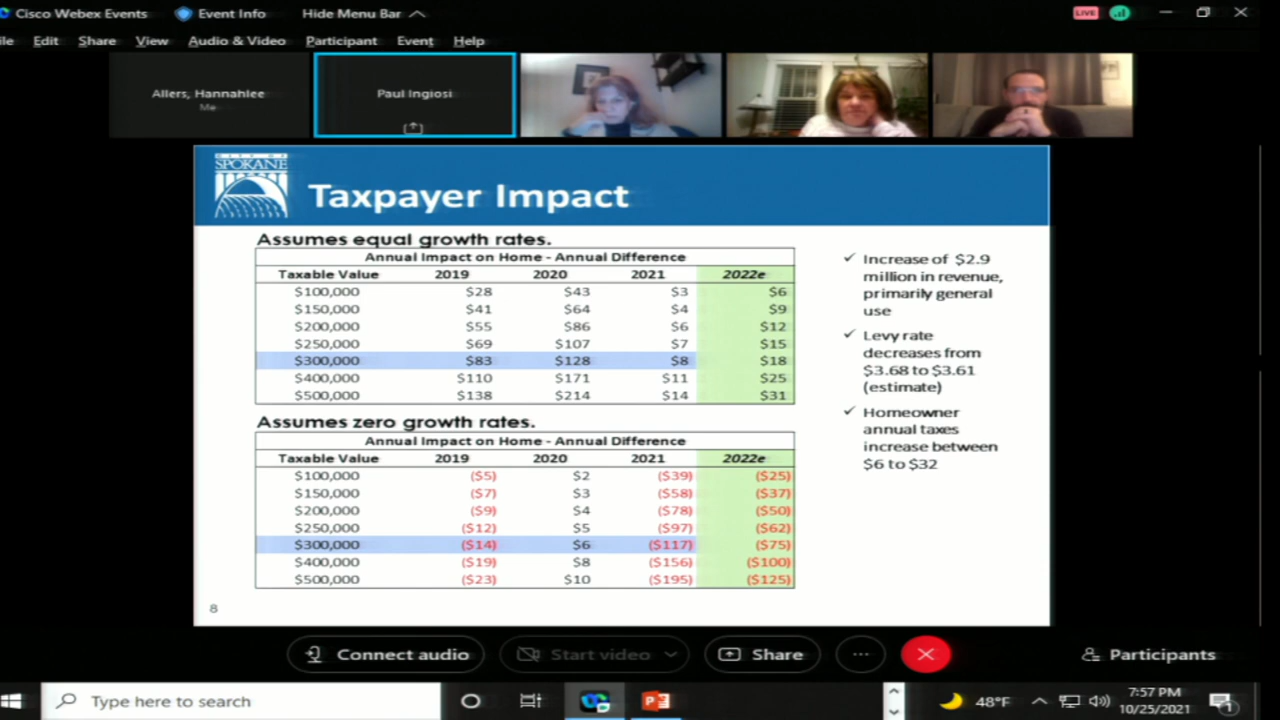 Cisco Webex Events Event Info Hide Menu Bar LIVE
ile Edit Share View Audio & Video Participant Event Help
Allers, Hannahlee
Me
Paul Ingiosi
CITY OF
SPOKANE
Taxpayer Impact
Assumes equal growth rates.
Annual Impact on Home - Annual Difference
Taxable Value 2019 2020 2021 2022e
$100,000 $28 $43 $3 $6
$150,000 $41 $64 $4 $9
$200,000 $55 $86 $6 $12
$250,000 $69 $107 $7 $15
$300,000 $83 $128 $8 $18
$400,000 $110 $171 $11 $25
$500,000 $138 $214 $14 $31
Assumes zero growth rates.
Annual Impact on Home - Annual Difference
Taxable Value 2019 2020 2021 2022e
$100,000 ($5) $2 ($39) ($25)
$150,000 ($7) $3 ($58) ($37)
$200,000 ($9) $4 ($78) ($50)
$250,000 ($12) $5 ($97) ($62)
$300,000 ($14) $6 ($117) ($75)
$400,000 ($19) $8 ($156) ($100)
$500,000 ($23) $10 ($195) ($125)
✓ Increase of $2.9
million in revenue,
primarily general
use
✓ Levy rate
decreases from
$3.68 to $3.61
(estimate)
✓ Homeowner
annual taxes
increase between
$6 to $32
8
Connect audio Start video Share Participants
Type here to search 48°F 7:57 PM
10/25/2021 1